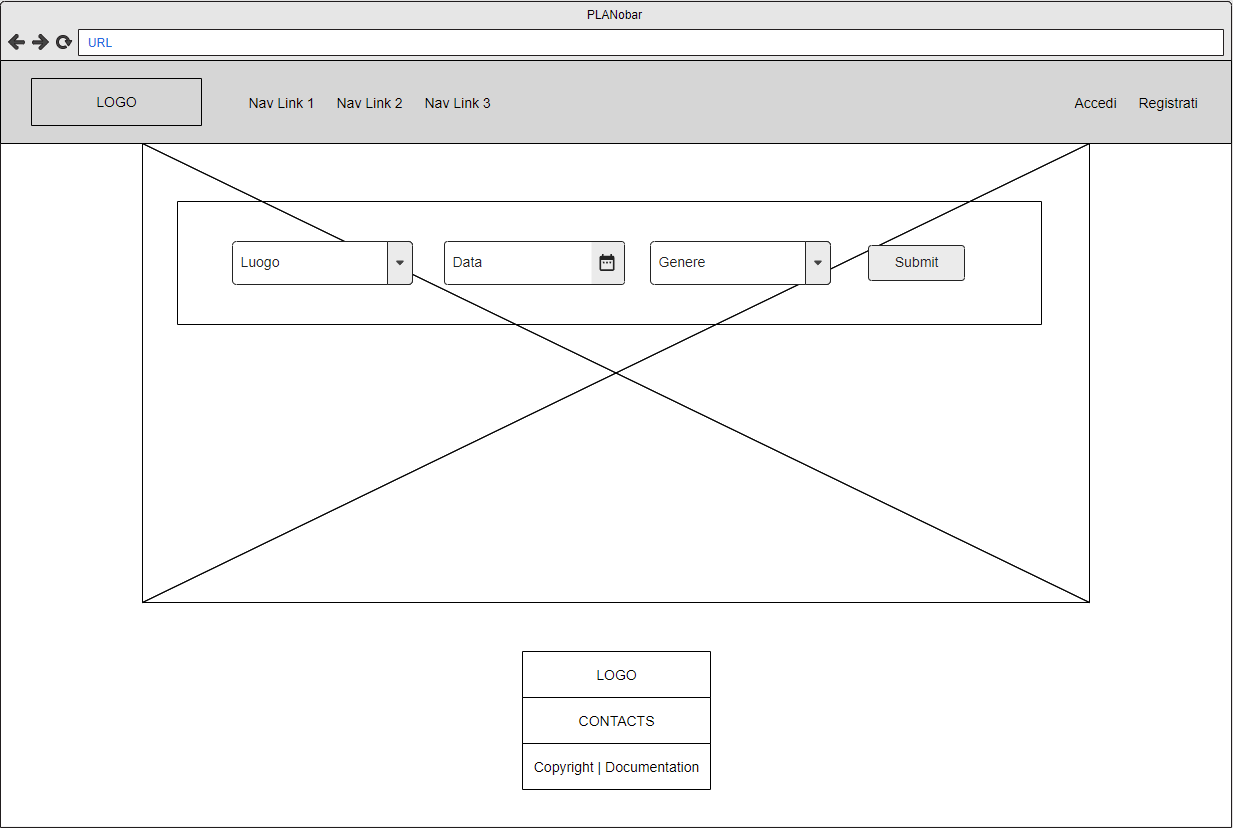 PLANobar
URL
LOGO
Nav Link 1 Nav Link 2 Nav Link 3
Accedi Registrati
Luogo Data Genere Submit
LOGO
CONTACTS
Copyright | Documentation